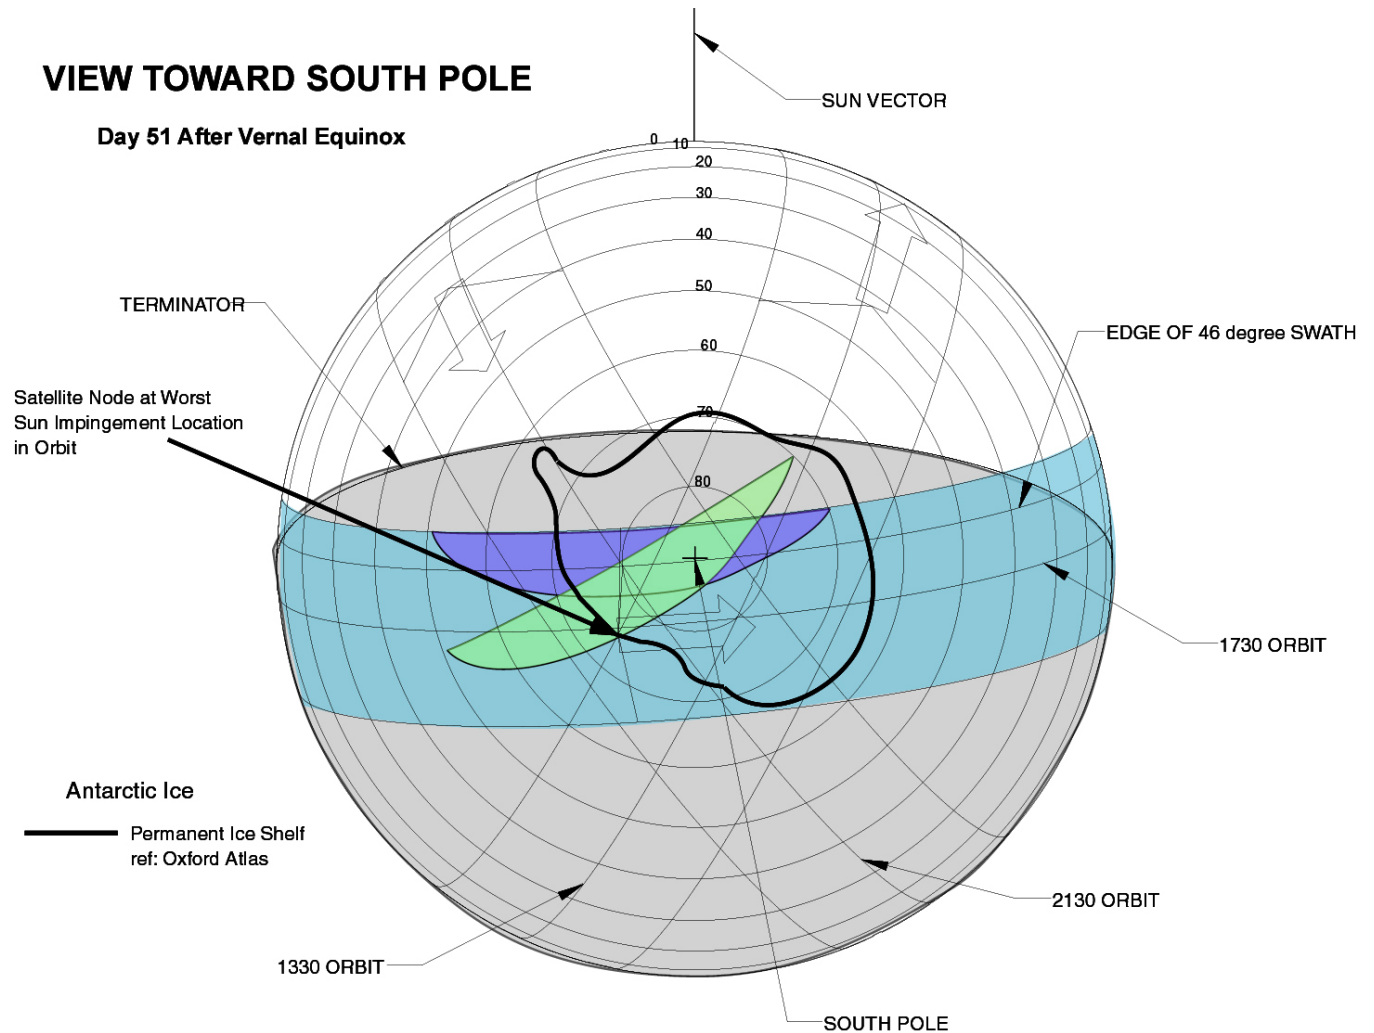 VIEW TOWARD SOUTH POLE
Day 51 After Vernal Equinox
SUN VECTOR
0
10
20
30
40
50
60
70
80
TERMINATOR
EDGE OF 46 degree SWATH
Satellite Node at Worst
Sun Impingement Location
in Orbit
1730 ORBIT
Antarctic Ice
Permanent Ice Shelf
ref: Oxford Atlas
2130 ORBIT
1330 ORBIT
SOUTH POLE